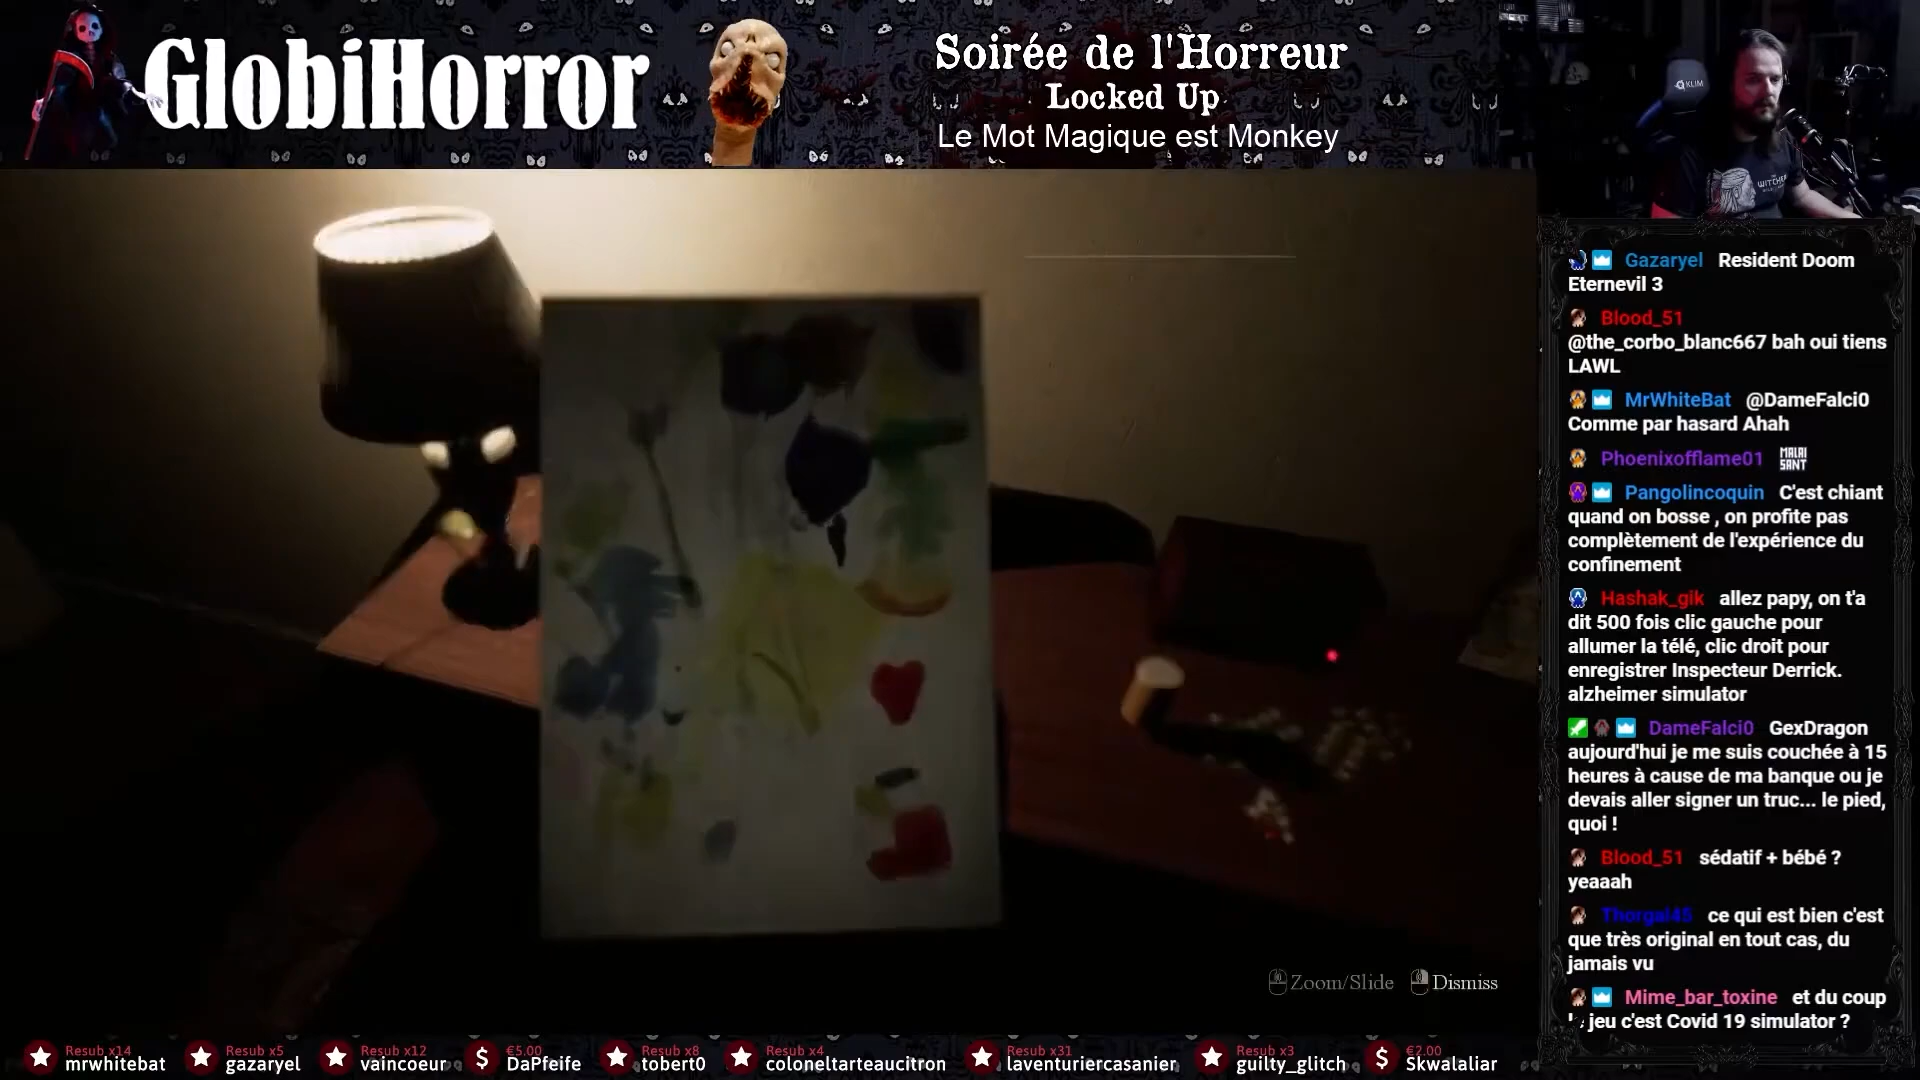 GlobiHorror
Soirée de l'Horreur
Locked Up
Le Mot Magique est Monkey
KLIM
THE
WITCHER
Gazaryel Resident Doom
Eternevil 3
Blood_51
@the_corbo_blanc667 bah oui tiens
LAWL
MrWhiteBat @DameFalci0
Comme par hasard Ahah
Phoenixofflame01 MALAI
SANT
Pangolincoquin C'est chiant
quand on bosse , on profite pas
complètement de l'expérience du
confinement
Hashak_gik allez papy, on t'a
dit 500 fois clic gauche pour
allumer la télé, clic droit pour
enregistrer Inspecteur Derrick.
alzheimer simulator
DameFalci0 GexDragon
aujourd'hui je me suis couchée à 15
heures à cause de ma banque ou je
devais aller signer un truc... le pied,
quoi !
Blood_51 sédatif + bébé ?
yeaaah
Thorgal45 ce qui est bien c'est
que très original en tout cas, du
jamais vu
Mime_bar_toxine et du coup
le jeu c'est Covid 19 simulator ?
Zoom/Slide Dismiss
Resub x14
mrwhitebat
Resub x5
gazaryel
Resub x12
vaincoeur
€5.00
DaPfeife
Resub x8
tobert0
Resub x4
coloneltarteaucitron
Resub x31
laventuriercasanier
Resub x3
guilty_glitch
€2.00
Skwalaliar